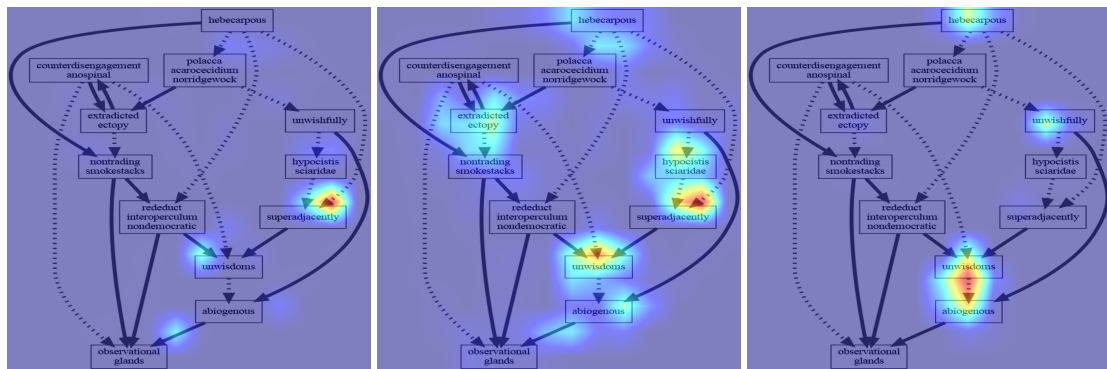 hebecarpous
counterdisengagement
anospinal
polacca
acarocecidium
norridgewock
extradicted
ectopy
unwishfully
nontrading
smokestacks
hypocistis
sciaridae
rededuct
interoperculum
nondemocratic
superadjacently
unwisdoms
abiogenous
observational
glands
hebecarpous
counterdisengagement
anospinal
polacca
acarocecidium
norridgewock
extradicted
ectopy
unwishfully
nontrading
smokestacks
hypocistis
sciaridae
rededuct
interoperculum
nondemocratic
superadjacently
unwisdoms
abiogenous
observational
glands
hebecarpous
counterdisengagement
anospinal
polacca
acarocecidium
norridgewock
extradicted
ectopy
unwishfully
nontrading
smokestacks
hypocistis
sciaridae
rededuct
interoperculum
nondemocratic
superadjacently
unwisdoms
abiogenous
observational
glands